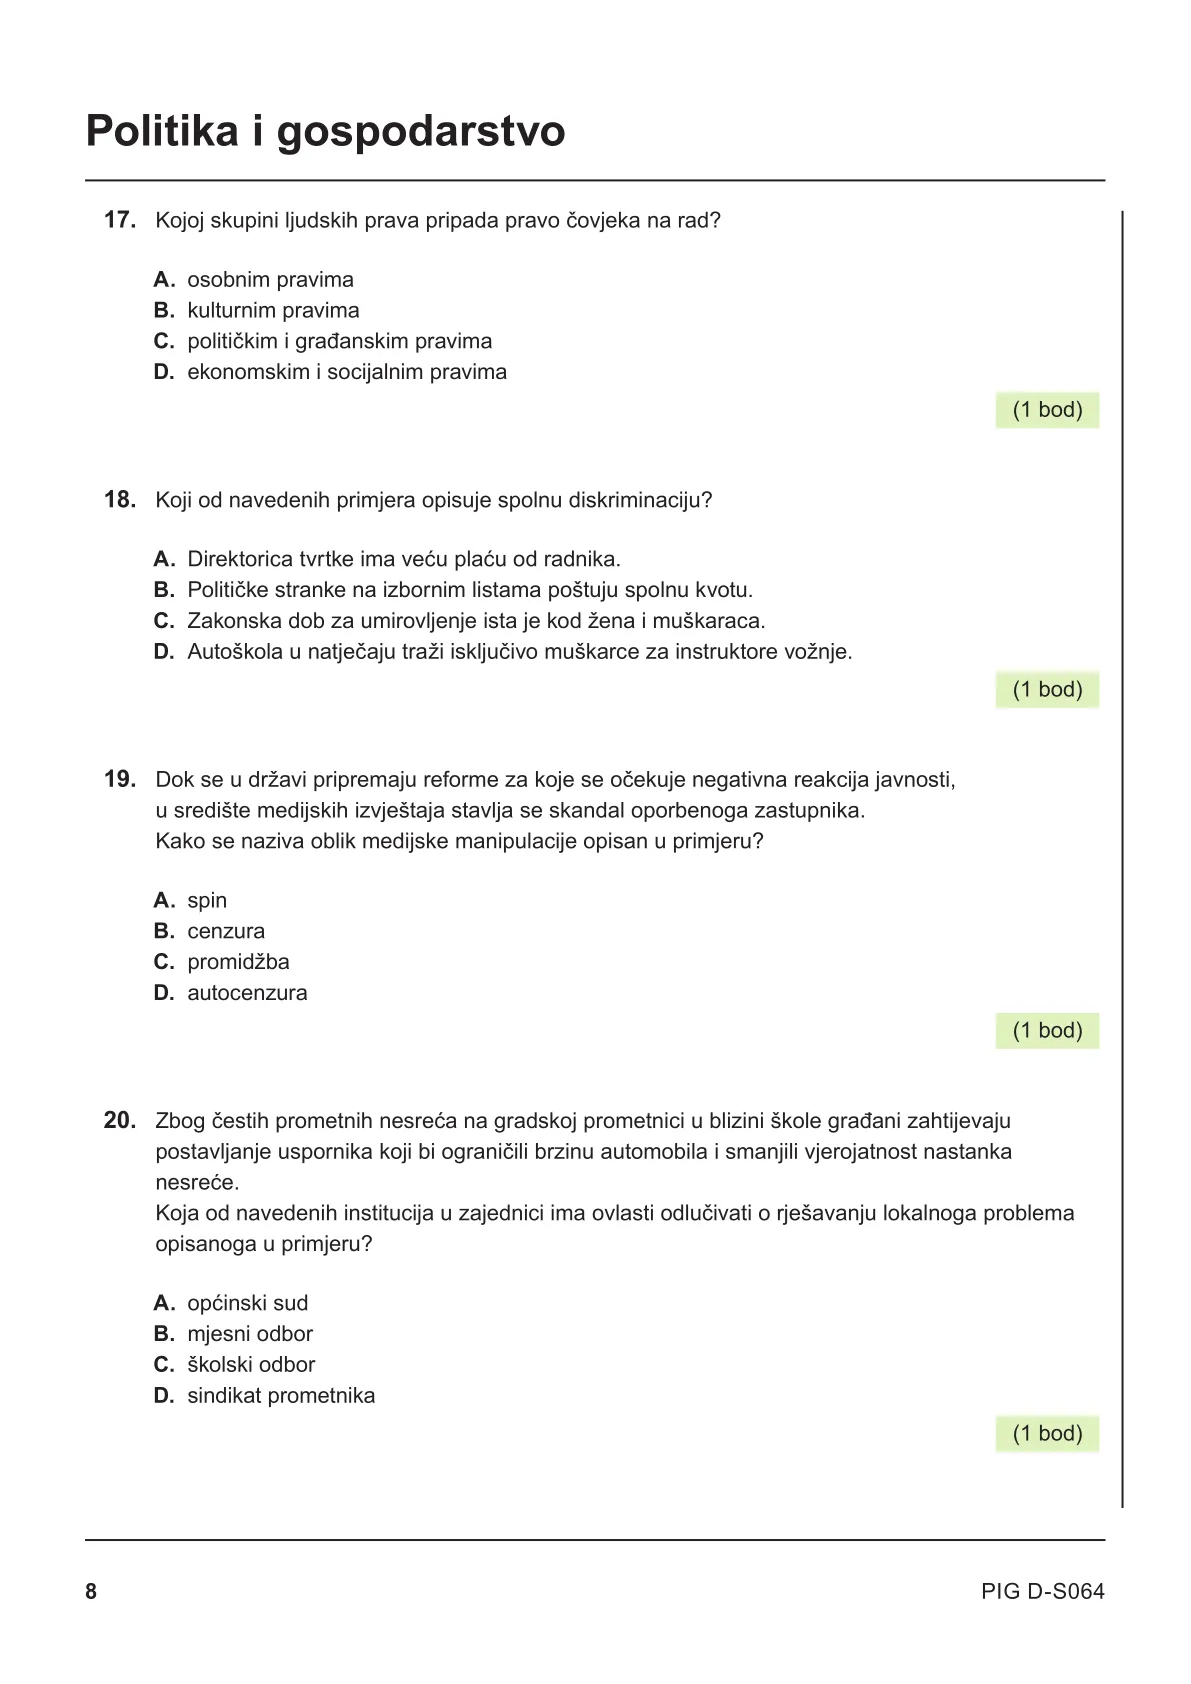 Politika i gospodarstvo
17. Kojoj skupini ljudskih prava pripada pravo čovjeka na rad?
A. osobnim pravima
B. kulturnim pravima
C. političkim i građanskim pravima
D. ekonomskim i socijalnim pravima
(1 bod)
18. Koji od navedenih primjera opisuje spolnu diskriminaciju?
A. Direktorica tvrtke ima veću plaću od radnika.
B. Političke stranke na izbornim listama poštuju spolnu kvotu.
C. Zakonska dob za umirovljenje ista je kod žena i muškaraca.
D. Autoškola u natječaju traži isključivo muškarce za instruktore vožnje.
(1 bod)
19. Dok se u državi pripremaju reforme za koje se očekuje negativna reakcija javnosti,
u središte medijskih izvještaja stavlja se skandal oporbenoga zastupnika.
Kako se naziva oblik medijske manipulacije opisan u primjeru?
A. spin
B. cenzura
C. promidžba
D. autocenzura
(1 bod)
20. Zbog čestih prometnih nesreća na gradskoj prometnici u blizini škole građani zahtijevaju
postavljanje uspornika koji bi ograničili brzinu automobila i smanjili vjerojatnost nastanka
nesreće.
Koja od navedenih institucija u zajednici ima ovlasti odlučivati o rješavanju lokalnoga problema
opisanoga u primjeru?
A. općinski sud
B. mjesni odbor
C. školski odbor
D. sindikat prometnika
(1 bod)
8
PIG D-S064